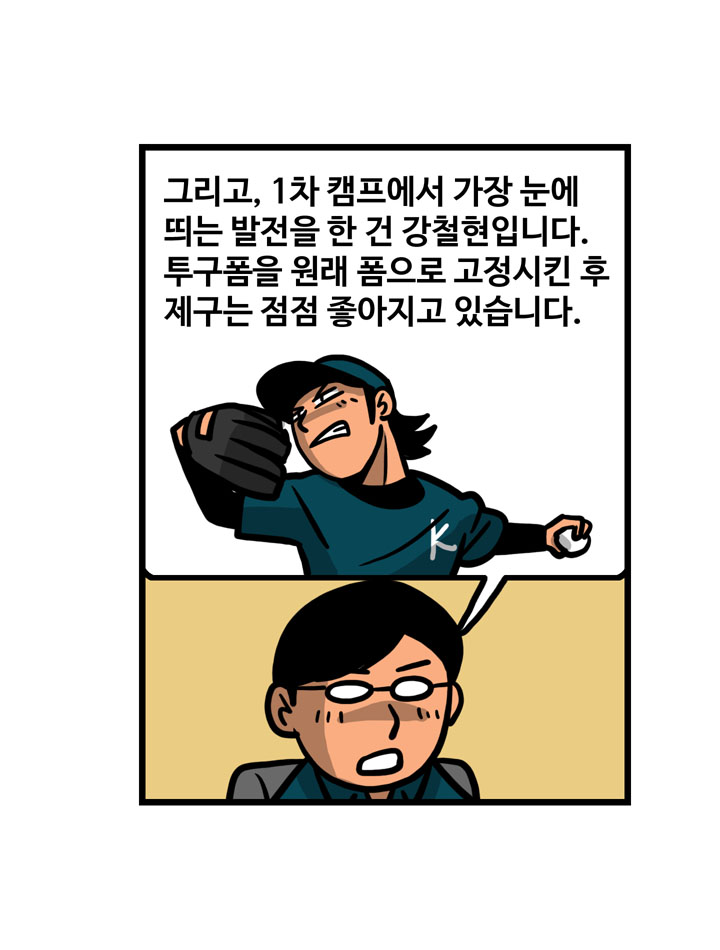 그리고, 1차 캠프에서 가장 눈에
띄는 발전을 한 건 강철현입니다.
투구폼을 원래 폼으로 고정시킨 후
제구는 점점 좋아지고 있습니다.
K